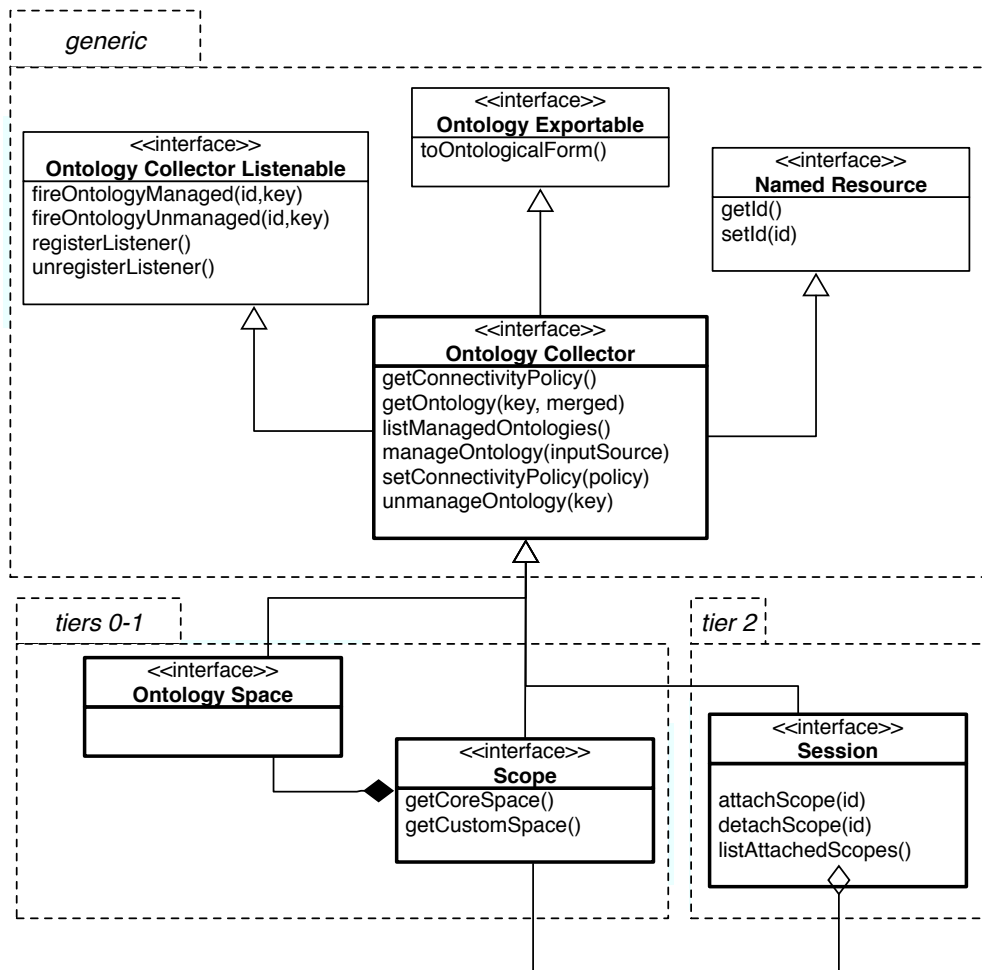 generic
<<interface>>
Ontology Collector Listenable
fireOntologyManaged(id,key)
fireOntologyUnmanaged(id,key)
registerListener()
unregisterListener()
<<interface>>
Ontology Exportable
toOntologicalForm()
<<interface>>
Named Resource
getId()
setId(id)
<<interface>>
Ontology Collector
getConnectivityPolicy()
getOntology(key, merged)
listManagedOntologies()
manageOntology(inputSource)
setConnectivityPolicy(policy)
unmanageOntology(key)
tiers 0-1
<<interface>>
Ontology Space
<<interface>>
Scope
getCoreSpace()
getCustomSpace()
tier 2
<<interface>>
Session
attachScope(id)
detachScope(id)
listAttachedScopes()